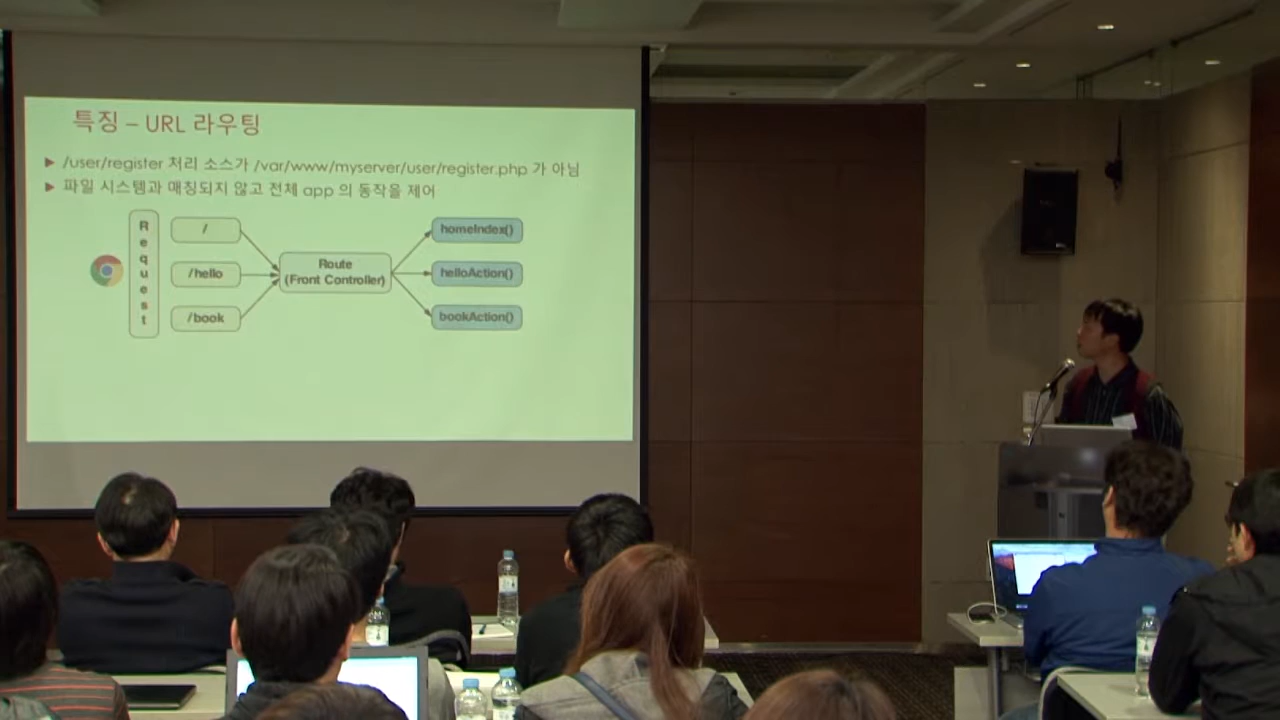 특징 – URL 라우팅
/user/register 처리 소스가 /var/www/myserver/user/register.php 가 아님
파일 시스템과 매칭되지 않고 전체 app 의 동작을 제어
Request
/
/hello
/book
Route
(Front Controller)
homeIndex()
helloAction()
bookAction()